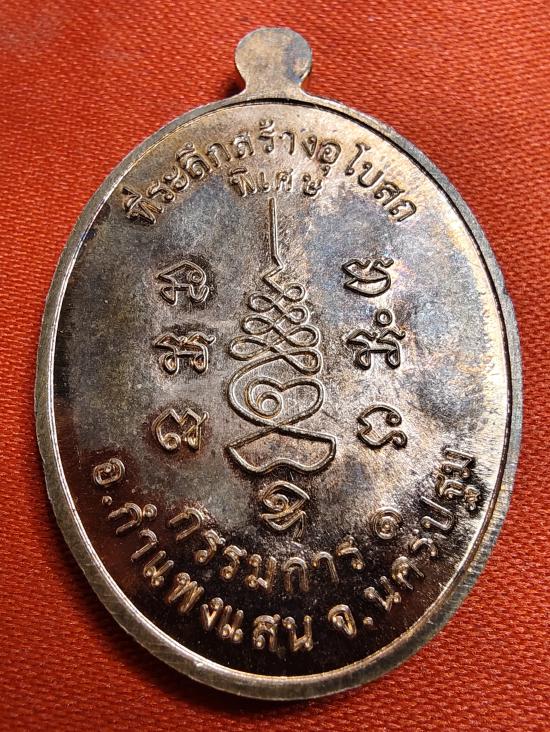 ที่ระลึกสร้างอุโบสถ
พิเศษ
กรรมการ ๑
อ.กำแพงแสน จ.นครปฐม